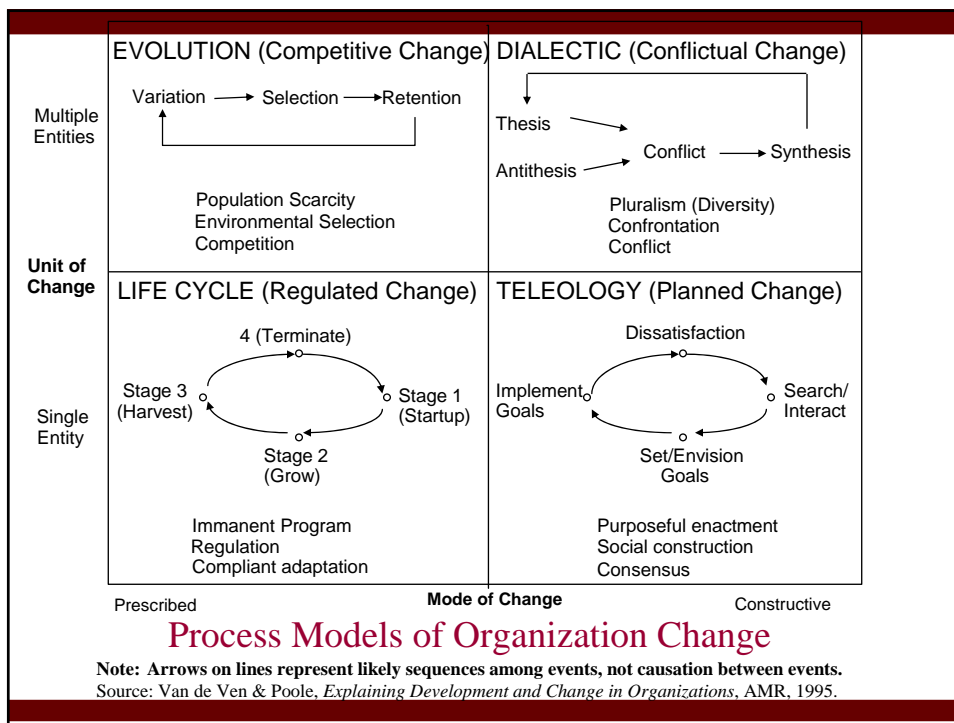 EVOLUTION (Competitive Change)
Variation
Selection
Retention
Population Scarcity
Environmental Selection
Competition
DIALECTIC (Conflictual Change)
Thesis
Antithesis
Conflict
Synthesis
Pluralism (Diversity)
Confrontation
Conflict
Multiple
Entities
Unit of
Change
LIFE CYCLE (Regulated Change)
4 (Terminate)
Stage 3
(Harvest)
Stage 1
(Startup)
Stage 2
(Grow)
Immanent Program
Regulation
Compliant adaptation
TELEOLOGY (Planned Change)
Dissatisfaction
Implement
Goals
Search/
Interact
Set/Envision
Goals
Purposeful enactment
Social construction
Consensus
Single
Entity
Prescribed
Mode of Change
Constructive
Process Models of Organization Change
Note: Arrows on lines represent likely sequences among events, not causation between events.
Source: Van de Ven & Poole, Explaining Development and Change in Organizations, AMR, 1995.